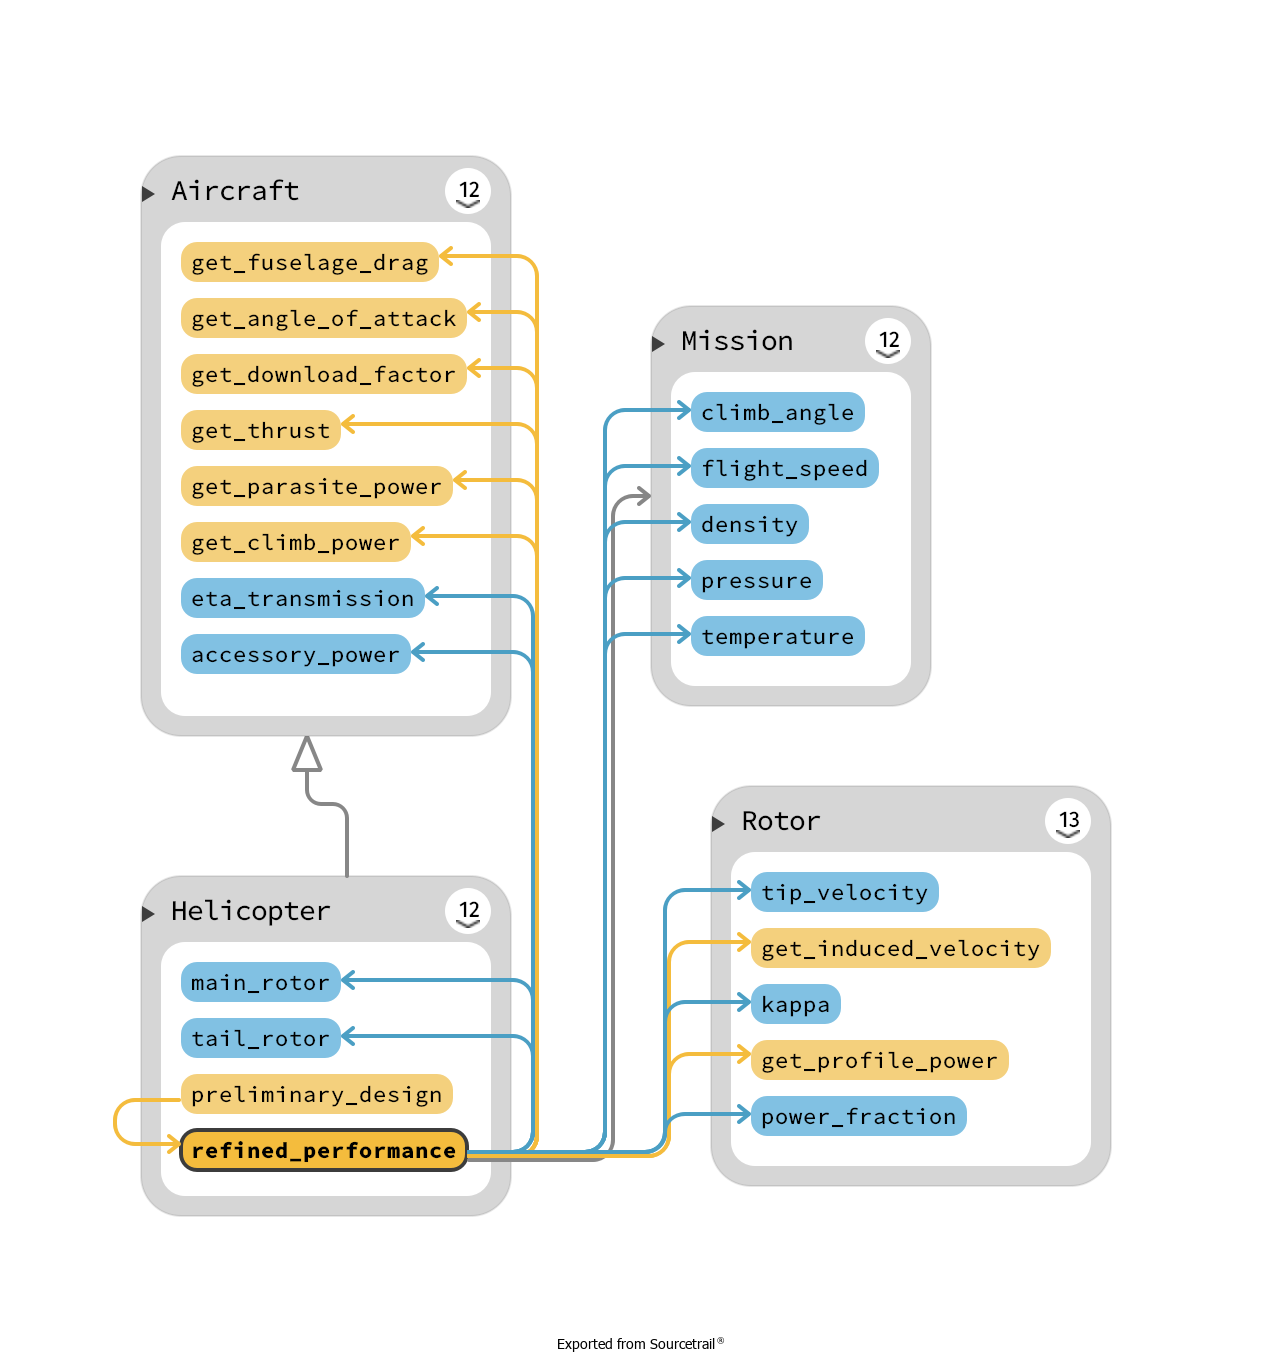 Aircraft
12
get_fuselage_drag
get_angle_of_attack
get_download_factor
get_thrust
get_parasite_power
get_climb_power
eta_transmission
accessory_power
Mission
12
climb_angle
flight_speed
density
pressure
temperature
Helicopter
12
main_rotor
tail_rotor
preliminary_design
refined_performance
Rotor
13
tip_velocity
get_induced_velocity
kappa
get_profile_power
power_fraction
Exported from Sourcetrail®